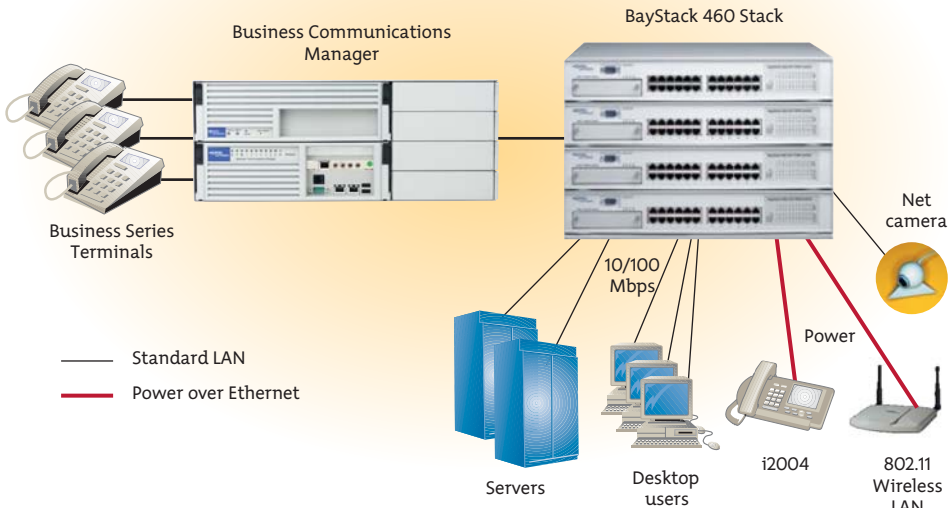 BayStack 460 Stack
Business Communications
Manager
Business Series
Terminals
Net
camera
10/100
Mbps
Power
Standard LAN
Power over Ethernet
Servers
Desktop
users
i2004
802.11
Wireless
LAN